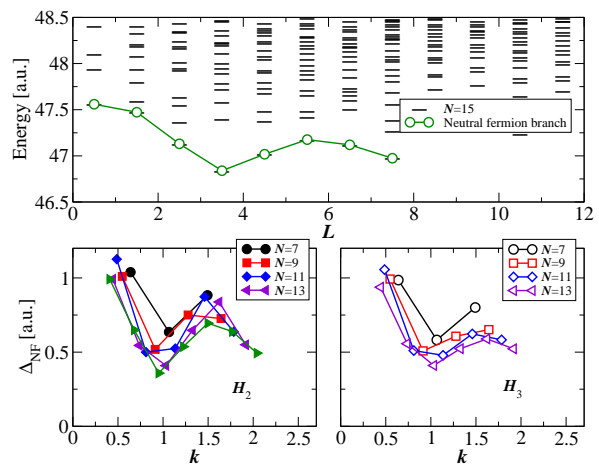 48.5
48
47.5
47
46.5
Energy [a.u.]
N=15
Neutral fermion branch
0 2 4 6 8 10 12
L
1
0.5
0
Δ_NF [a.u.]
N=7
N=9
N=11
N=13
H_2
0 0.5 1 1.5 2 2.5
k
N=7
N=9
N=11
N=13
H_3
0 0.5 1 1.5 2 2.5
k